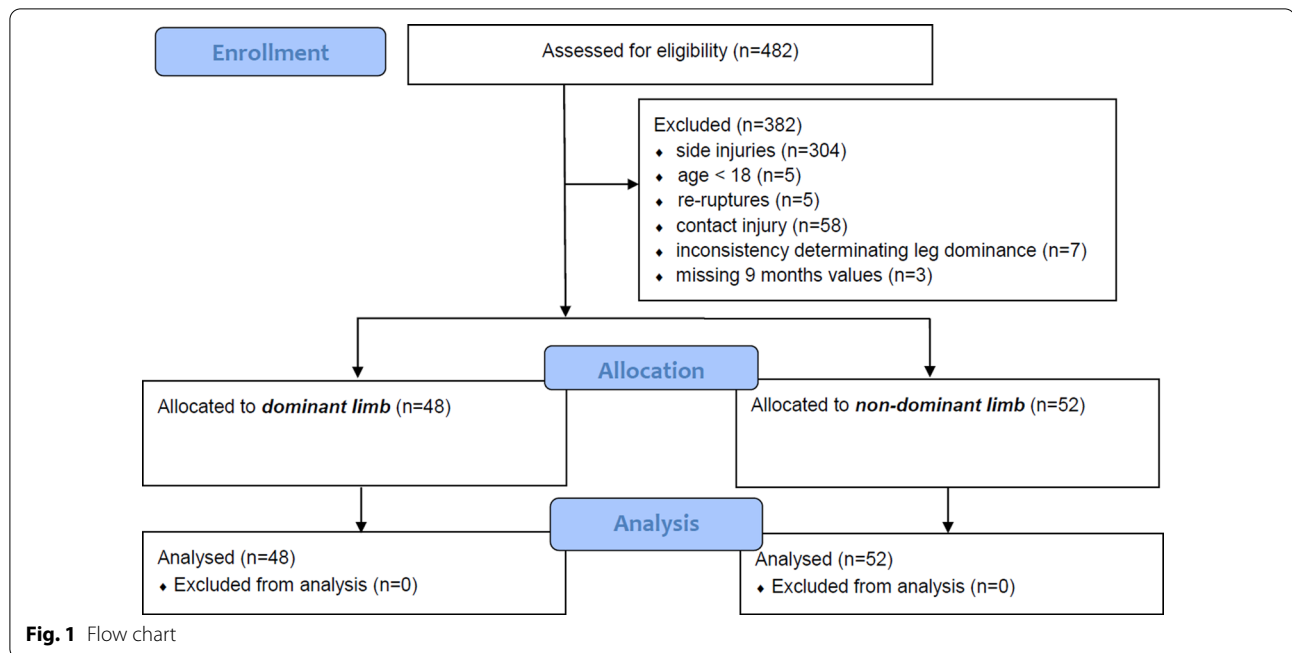 Enrollment
Assessed for eligibility (n=482)
Excluded (n=382)
⬧ side injuries (n=304)
⬧ age < 18 (n=5)
⬧ re-ruptures (n=5)
⬧ contact injury (n=58)
⬧ inconsistency determinating leg dominance (n=7)
⬧ missing 9 months values (n=3)
Allocation
Allocated to dominant limb (n=48)
Allocated to non-dominant limb (n=52)
Analysis
Analysed (n=48)
⬧ Excluded from analysis (n=0)
Analysed (n=52)
⬧ Excluded from analysis (n=0)
Fig. 1 Flow chart